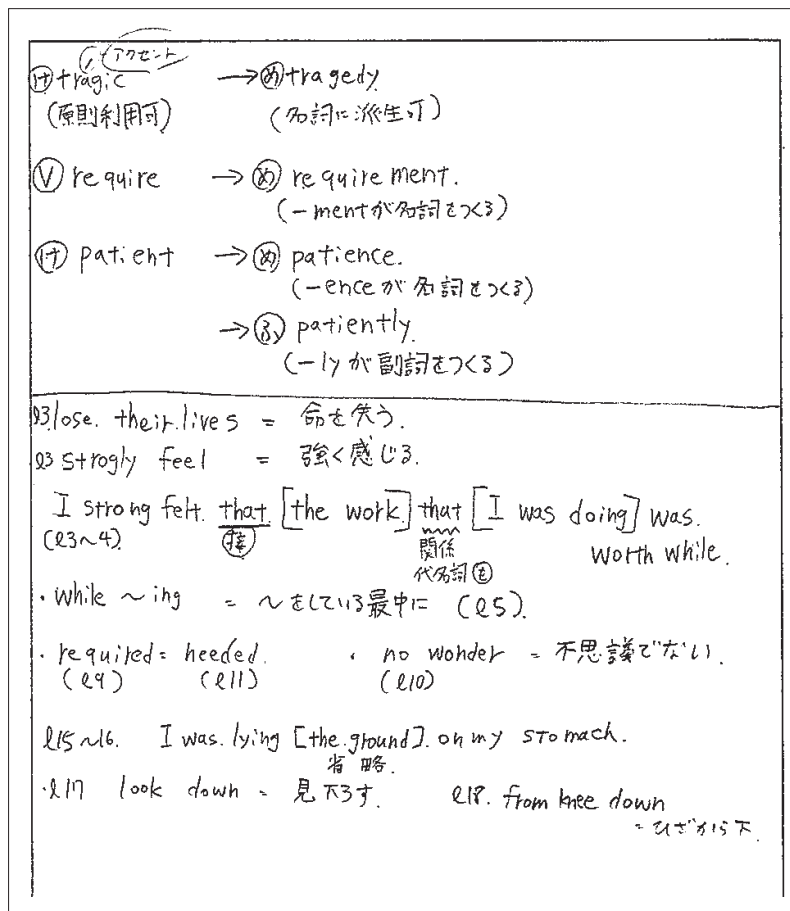 アクセント
け tragic → め tragedy.
(原則利用可) (名詞に派生可)
V require → め requirement.
(-mentが名詞をつくる)
け patient → め patience.
(-enceが名詞をつくる)
→ ふ patiently.
(-lyが副詞をつくる)
l3. lose. their. lives = 命を失う.
l3 strogly feel = 強く感じる.
I strong felt. that. [the work.] that [I was doing] was.
(l3~4). 接 関係 worth while.
代名詞 を
・while ~ing = ~をしている最中に (l5).
・required = needed. ・no wonder = 不思議でない.
(l9) (l11) (l10)
l15~16. I was. lying [the. ground]. on my stomach.
省略.
・l17 look down = 見下ろす. l18. from knee down
= ひざから下.